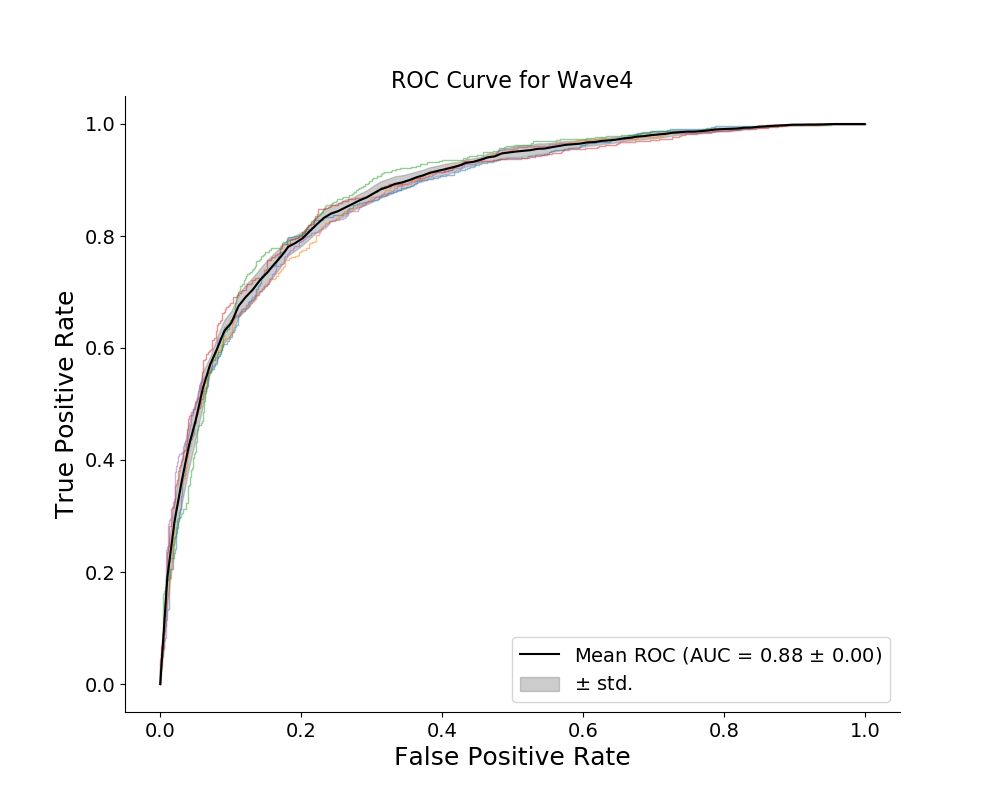 ROC Curve for Wave4
1.0
0.8
0.6
0.4
0.2
0.0
True Positive Rate
Mean ROC (AUC = 0.88 ± 0.00)
± std.
0.0 0.2 0.4 0.6 0.8 1.0
False Positive Rate